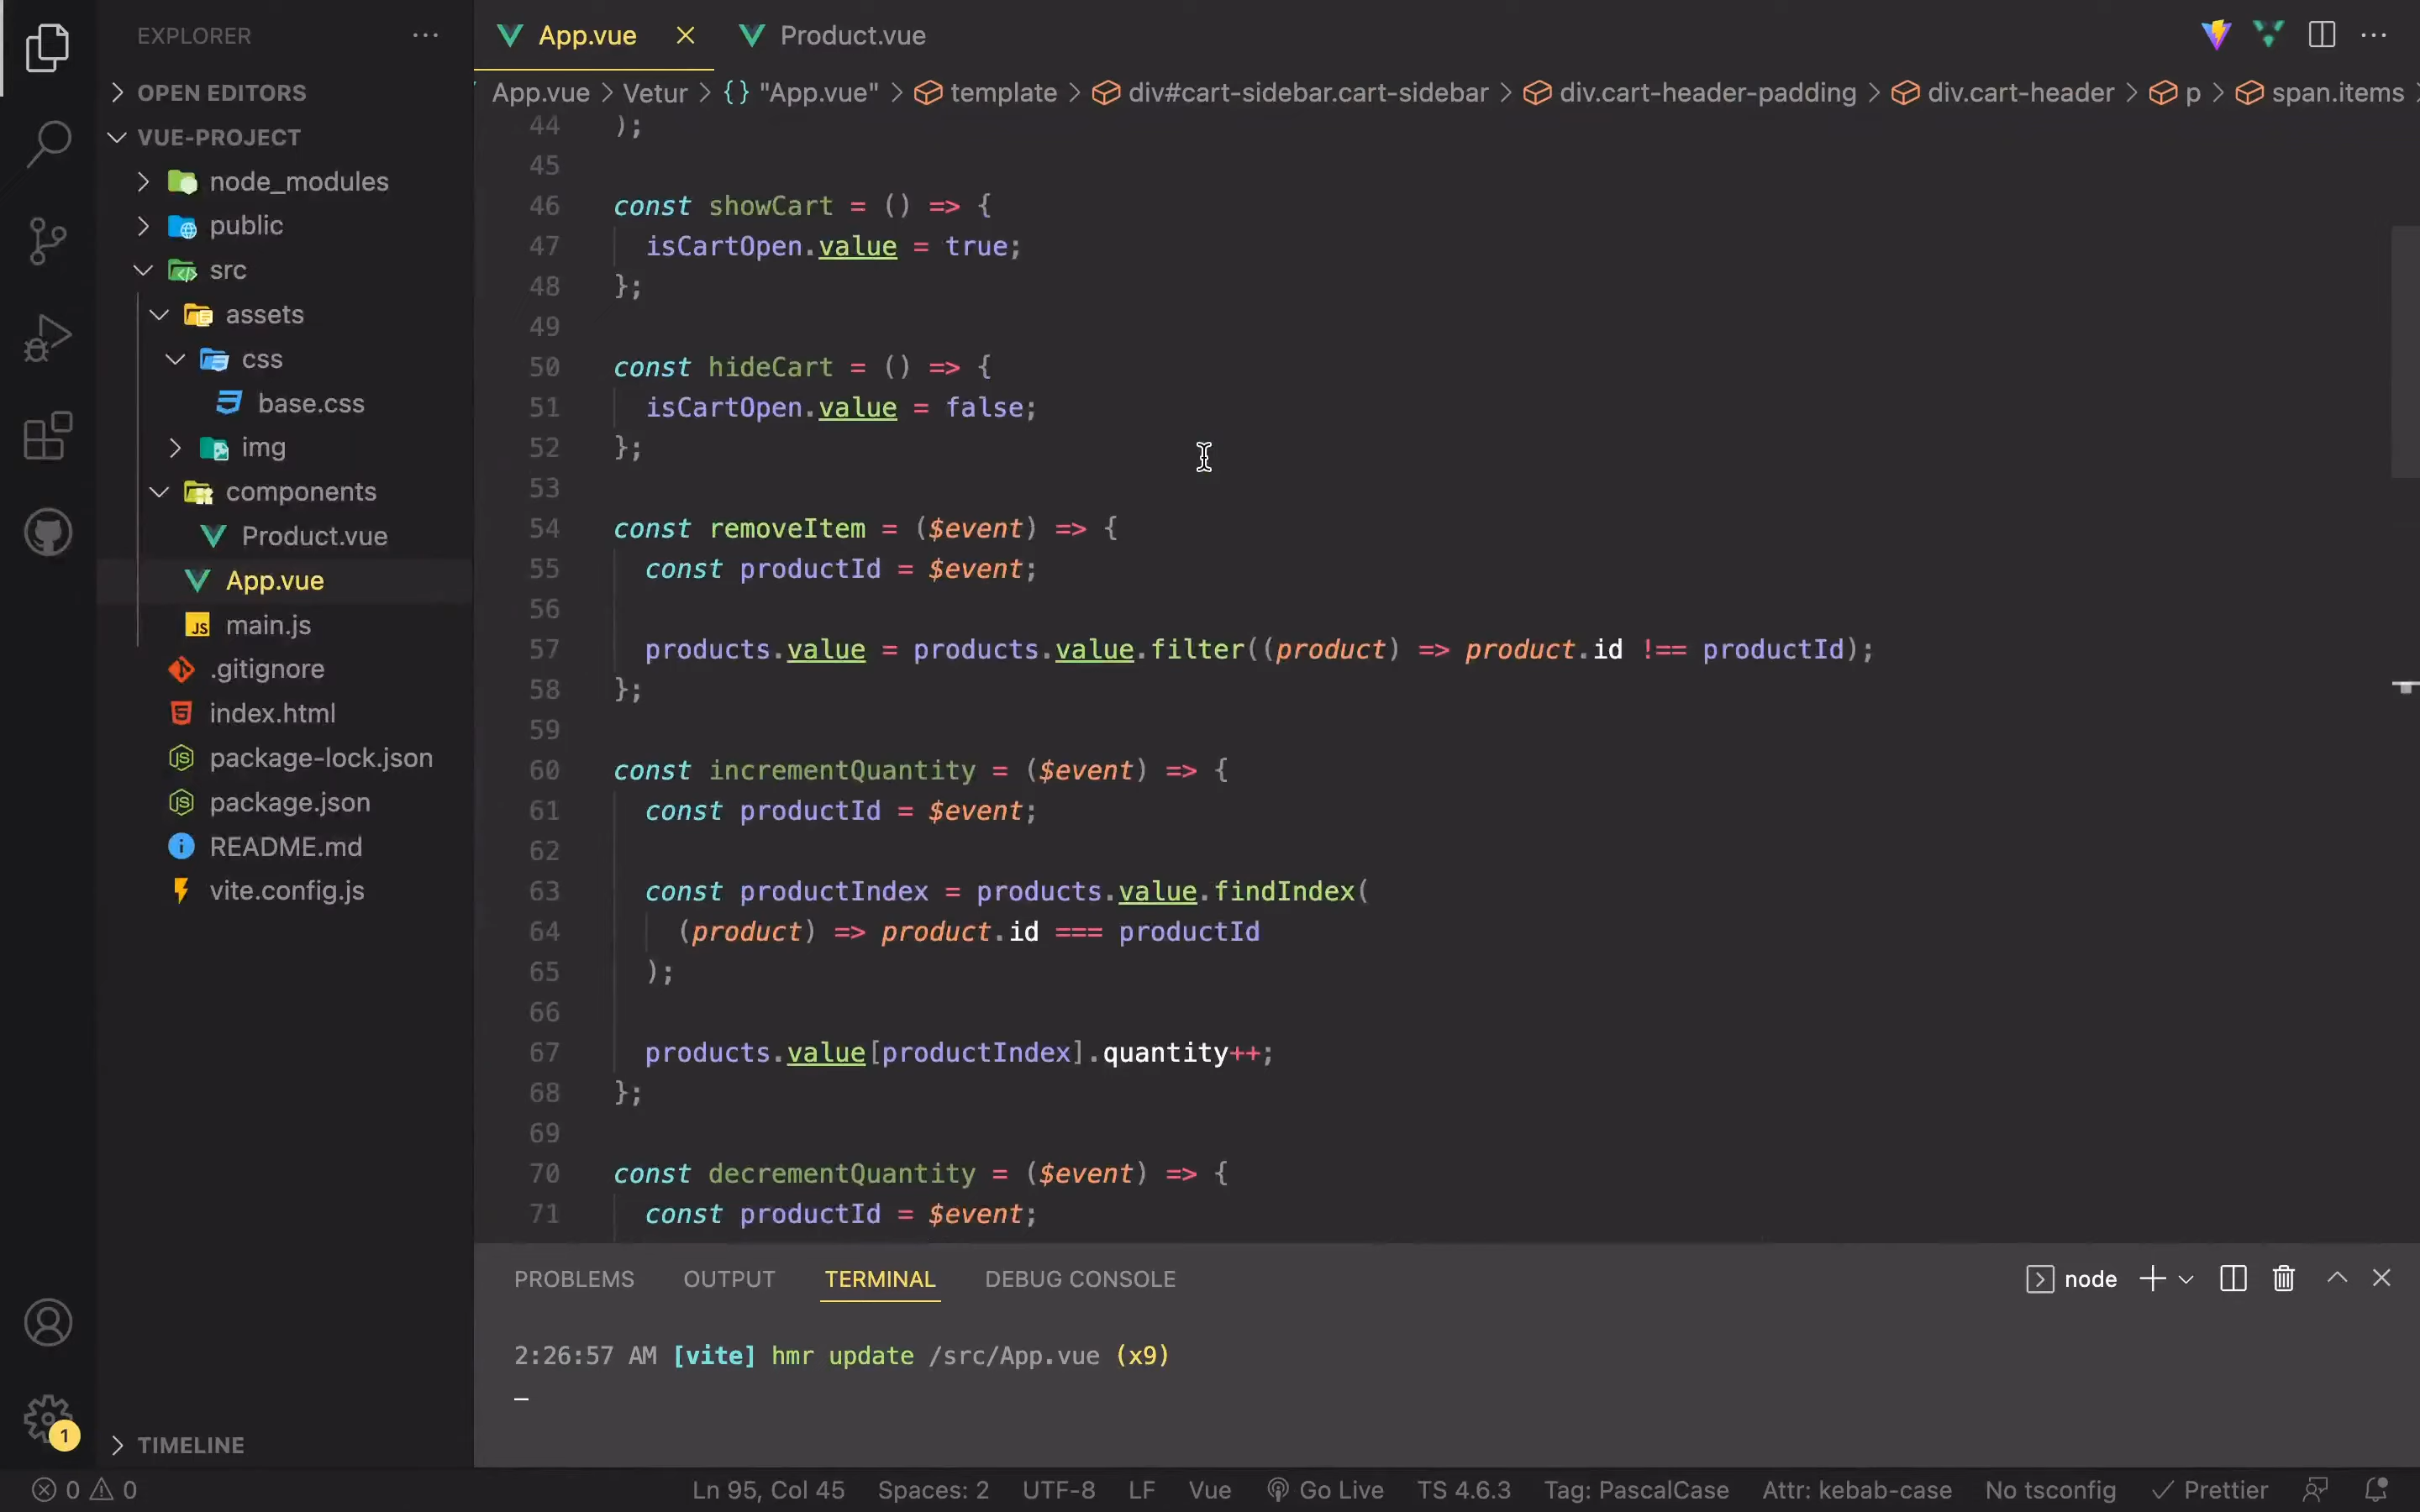 EXPLORER
OPEN EDITORS
VUE-PROJECT
node_modules
public
src
assets
css
base.css
img
components
Product.vue
App.vue
JS main.js
.gitignore
index.html
package-lock.json
package.json
README.md
vite.config.js
TIMELINE
1
App.vue
Product.vue
App.vue > Vetur > {} "App.vue" > template > div#cart-sidebar.cart-sidebar > div.cart-header-padding > div.cart-header > p > span.items
44 );
45
46 const showCart = () => {
47 isCartOpen.value = true;
48 };
49
50 const hideCart = () => {
51 isCartOpen.value = false;
52 };
53
54 const removeItem = ($event) => {
55 const productId = $event;
56
57 products.value = products.value.filter((product) => product.id !== productId);
58 };
59
60 const incrementQuantity = ($event) => {
61 const productId = $event;
62
63 const productIndex = products.value.findIndex(
64 (product) => product.id === productId
65 );
66
67 products.value[productIndex].quantity++;
68 };
69
70 const decrementQuantity = ($event) => {
71 const productId = $event;
PROBLEMS OUTPUT TERMINAL DEBUG CONSOLE node
2:26:57 AM [vite] hmr update /src/App.vue (x9)
0 0 Ln 95, Col 45 Spaces: 2 UTF-8 LF Vue Go Live TS 4.6.3 Tag: PascalCase Attr: kebab-case No tsconfig Prettier